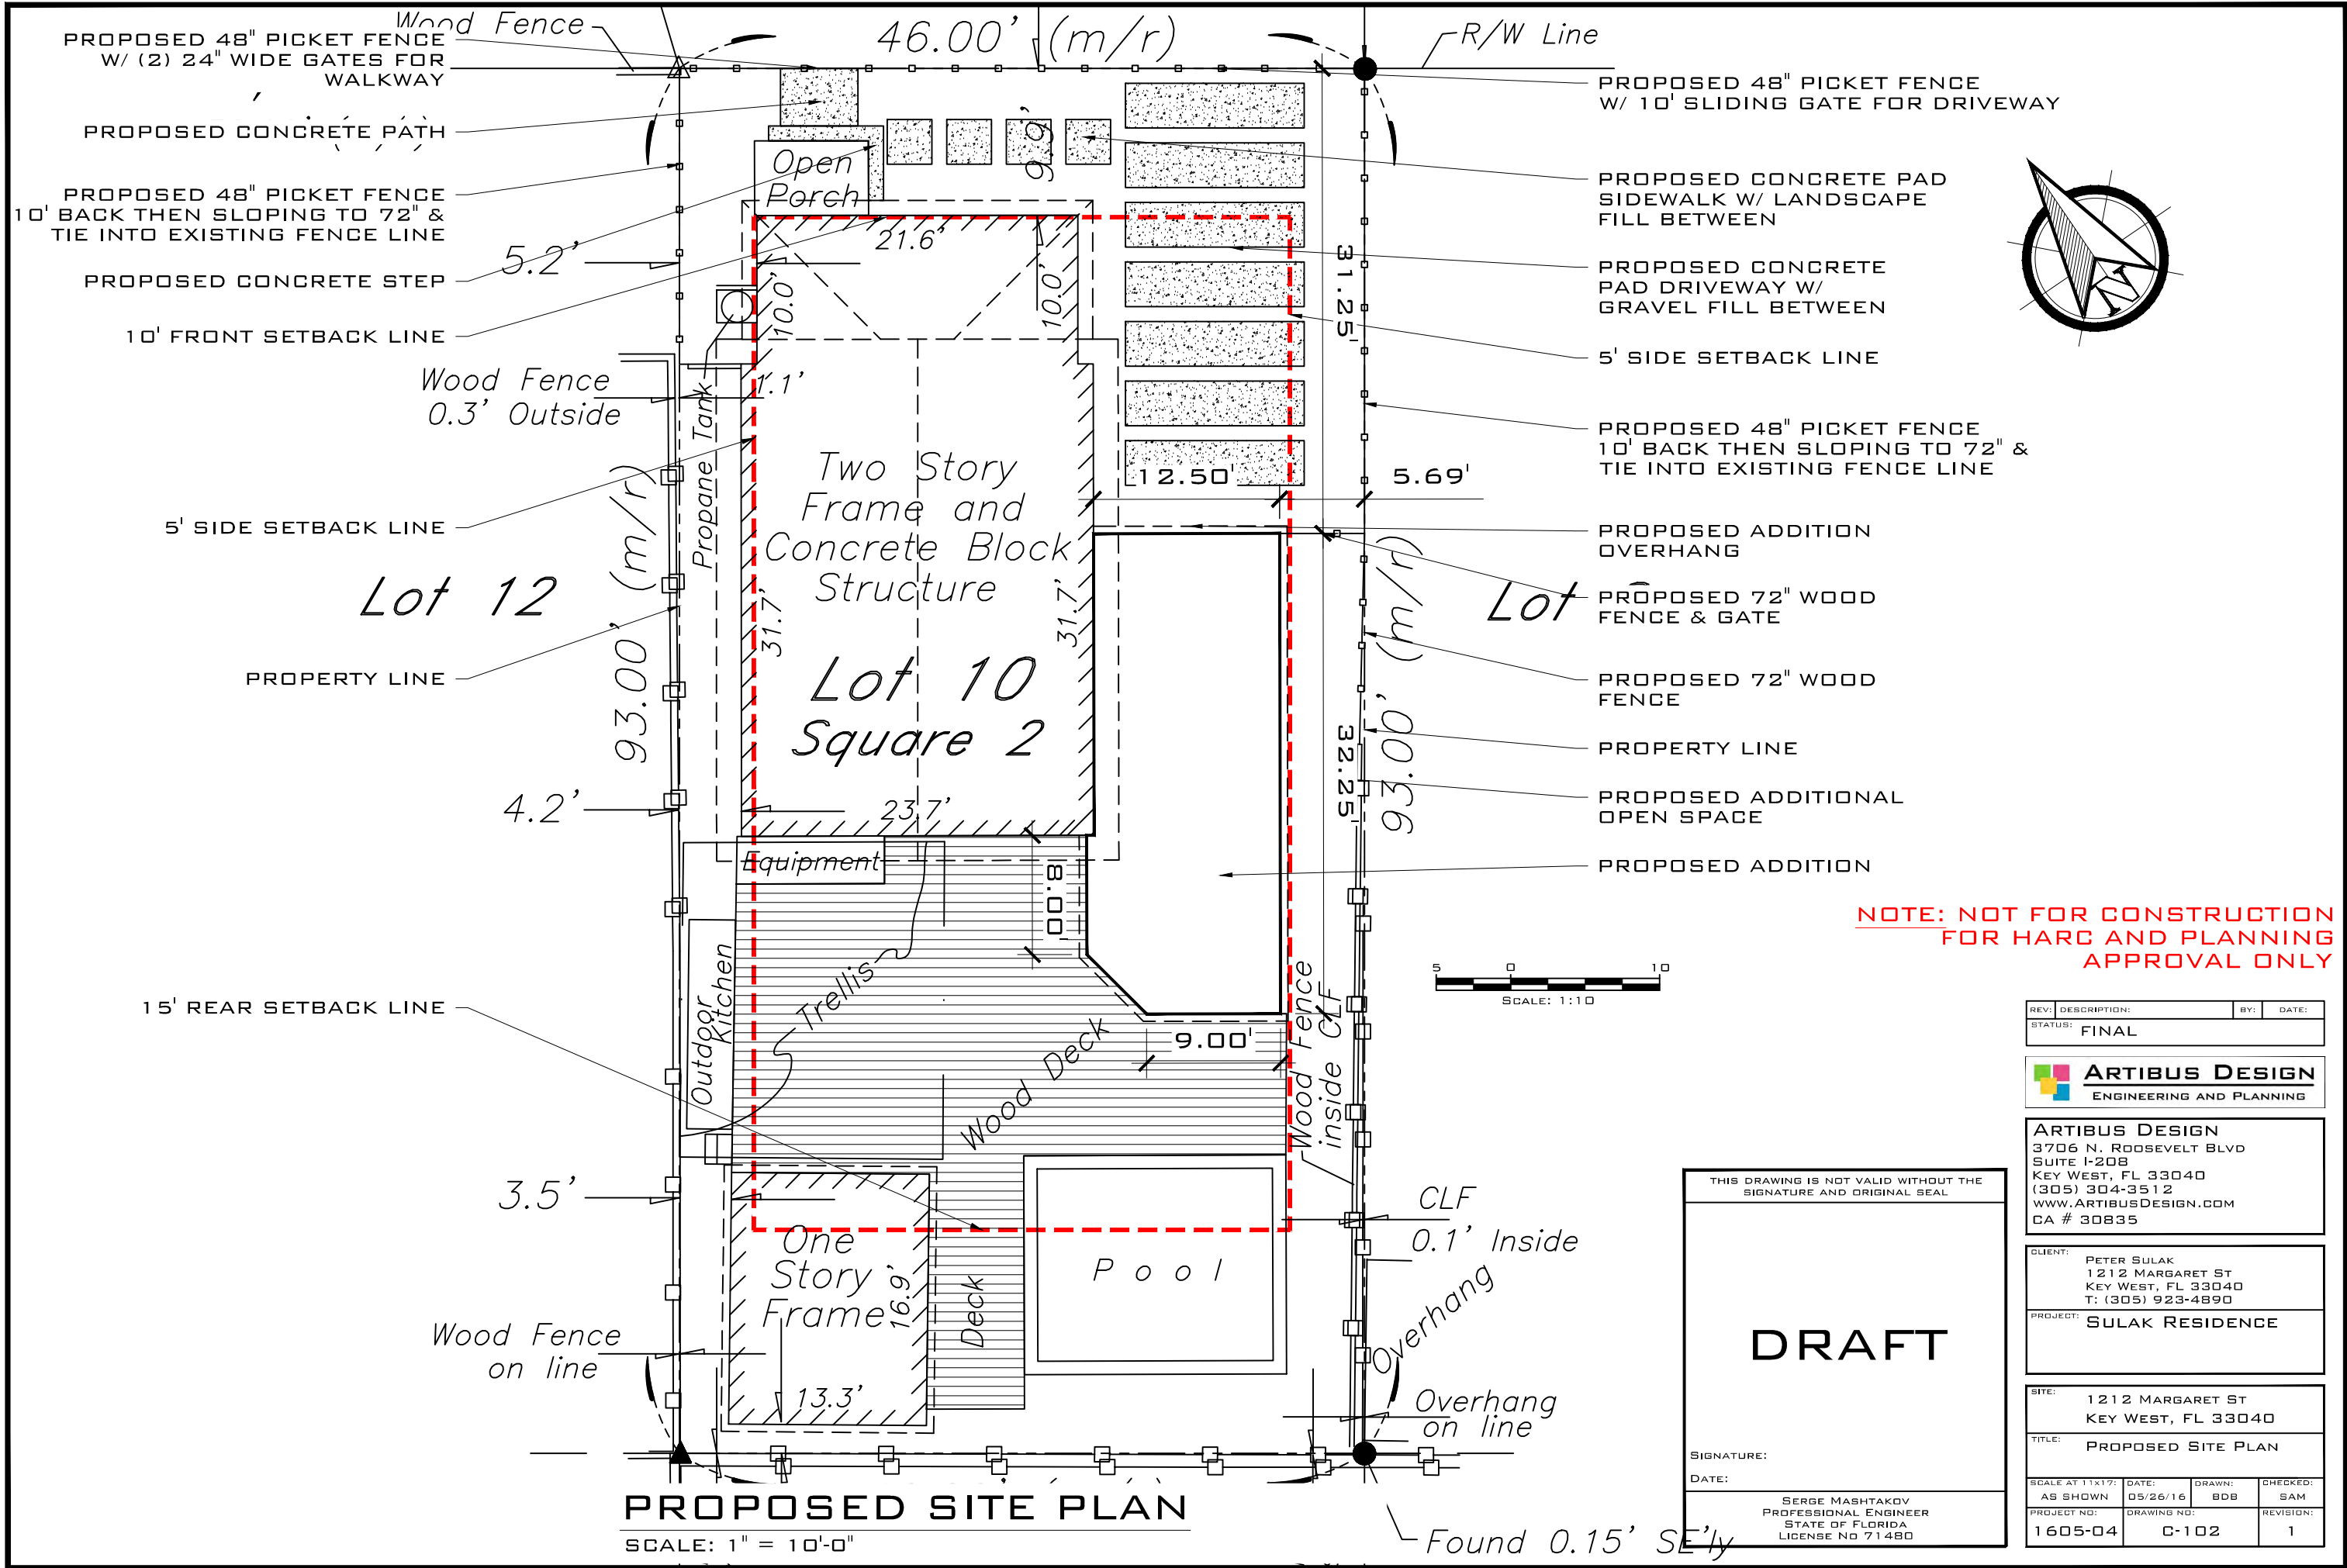 Wood Fence
46.00' (m/r)
R/W Line
PROPOSED 48" PICKET FENCE
W/ (2) 24" WIDE GATES FOR
WALKWAY
PROPOSED CONCRETE PATH
PROPOSED 48" PICKET FENCE
10' BACK THEN SLOPING TO 72" &
TIE INTO EXISTING FENCE LINE
PROPOSED CONCRETE STEP
10' FRONT SETBACK LINE
Wood Fence
0.3' Outside
5' SIDE SETBACK LINE
Lot 12
PROPERTY LINE
15' REAR SETBACK LINE
Wood Fence
on line
5.2'
4.2'
3.5'
93.00' (m/r)
Open
Porch
9.9'
21.6'
10.0'
10.0'
1.1'
Propane Tank
Two Story
Frame and
Concrete Block
Structure
31.7'
31.7'
Lot 10
Square 2
23.7'
Equipment
8.00'
Outdoor
Kitchen
Trellis
Wood Deck
9.00'
Wood Fence
inside CLF
One
Story
Frame
16.9'
13.3'
Deck
Pool
12.50'
5.69'
31.25'
32.25'
93.00' (m/r)
Lot
PROPOSED 48" PICKET FENCE
W/ 10' SLIDING GATE FOR DRIVEWAY
PROPOSED CONCRETE PAD
SIDEWALK W/ LANDSCAPE
FILL BETWEEN
PROPOSED CONCRETE
PAD DRIVEWAY W/
GRAVEL FILL BETWEEN
5' SIDE SETBACK LINE
PROPOSED 48" PICKET FENCE
10' BACK THEN SLOPING TO 72" &
TIE INTO EXISTING FENCE LINE
PROPOSED ADDITION
OVERHANG
PROPOSED 72" WOOD
FENCE & GATE
PROPOSED 72" WOOD
FENCE
PROPERTY LINE
PROPOSED ADDITIONAL
OPEN SPACE
PROPOSED ADDITION
N
NOTE: NOT FOR CONSTRUCTION
FOR HARC AND PLANNING
APPROVAL ONLY
5 0 10
SCALE: 1:10
CLF
0.1' Inside
Overhang
Overhang
on line
Found 0.15' SE'ly
PROPOSED SITE PLAN
SCALE: 1" = 10'-0"
THIS DRAWING IS NOT VALID WITHOUT THE
SIGNATURE AND ORIGINAL SEAL
DRAFT
SIGNATURE:
DATE:
SERGE MASHTAKOV
PROFESSIONAL ENGINEER
STATE OF FLORIDA
LICENSE NO 71480
REV: DESCRIPTION: BY: DATE:
STATUS: FINAL
ARTIBUS DESIGN
ENGINEERING AND PLANNING
ARTIBUS DESIGN
3706 N. ROOSEVELT BLVD
SUITE I-208
KEY WEST, FL 33040
(305) 304-3512
WWW.ARTIBUSDESIGN.COM
CA # 30835
CLIENT:
PETER SULAK
1212 MARGARET ST
KEY WEST, FL 33040
T: (305) 923-4890
PROJECT: SULAK RESIDENCE
SITE:
1212 MARGARET ST
KEY WEST, FL 33040
TITLE: PROPOSED SITE PLAN
SCALE AT 11X17: DATE: DRAWN: CHECKED:
AS SHOWN 05/26/16 BDB SAM
PROJECT NO: DRAWING NO: REVISION:
1605-04 C-102 1